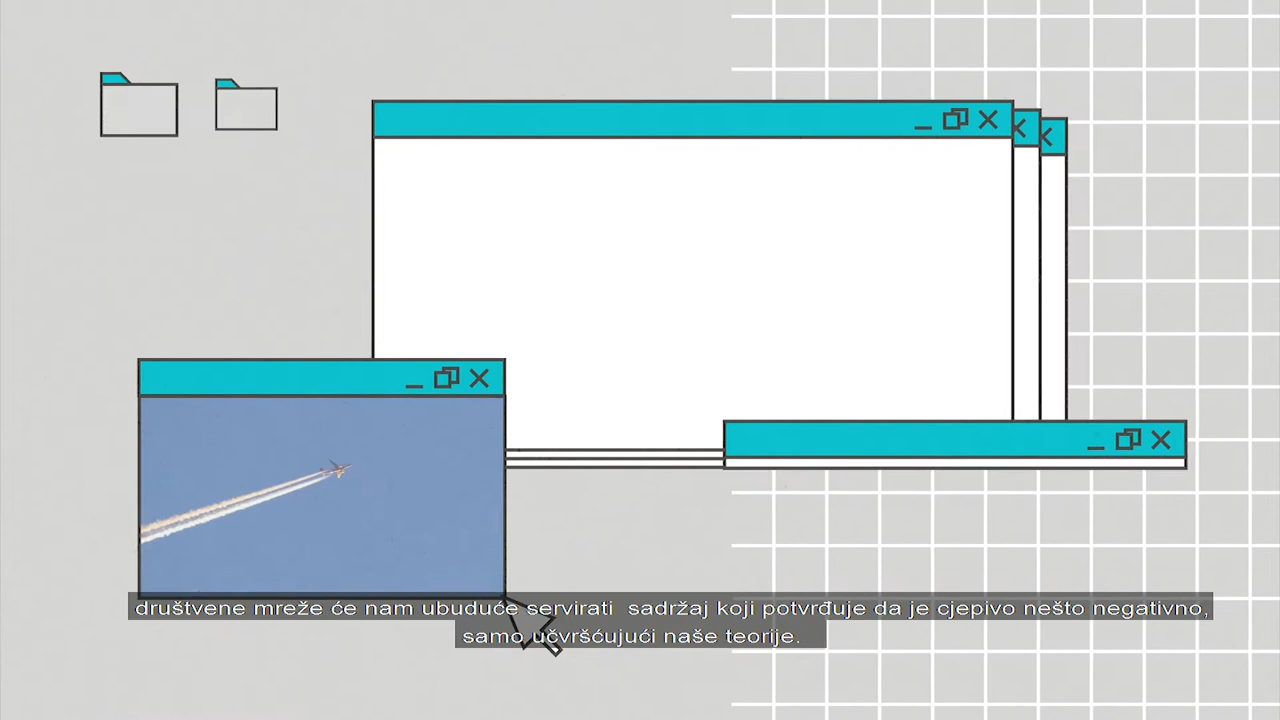 društvene mreže će nam ubuduće servirati  sadržaj koji potvrđuje da je cjepivo nešto negativno,
samo učvršćujući naše teorije.